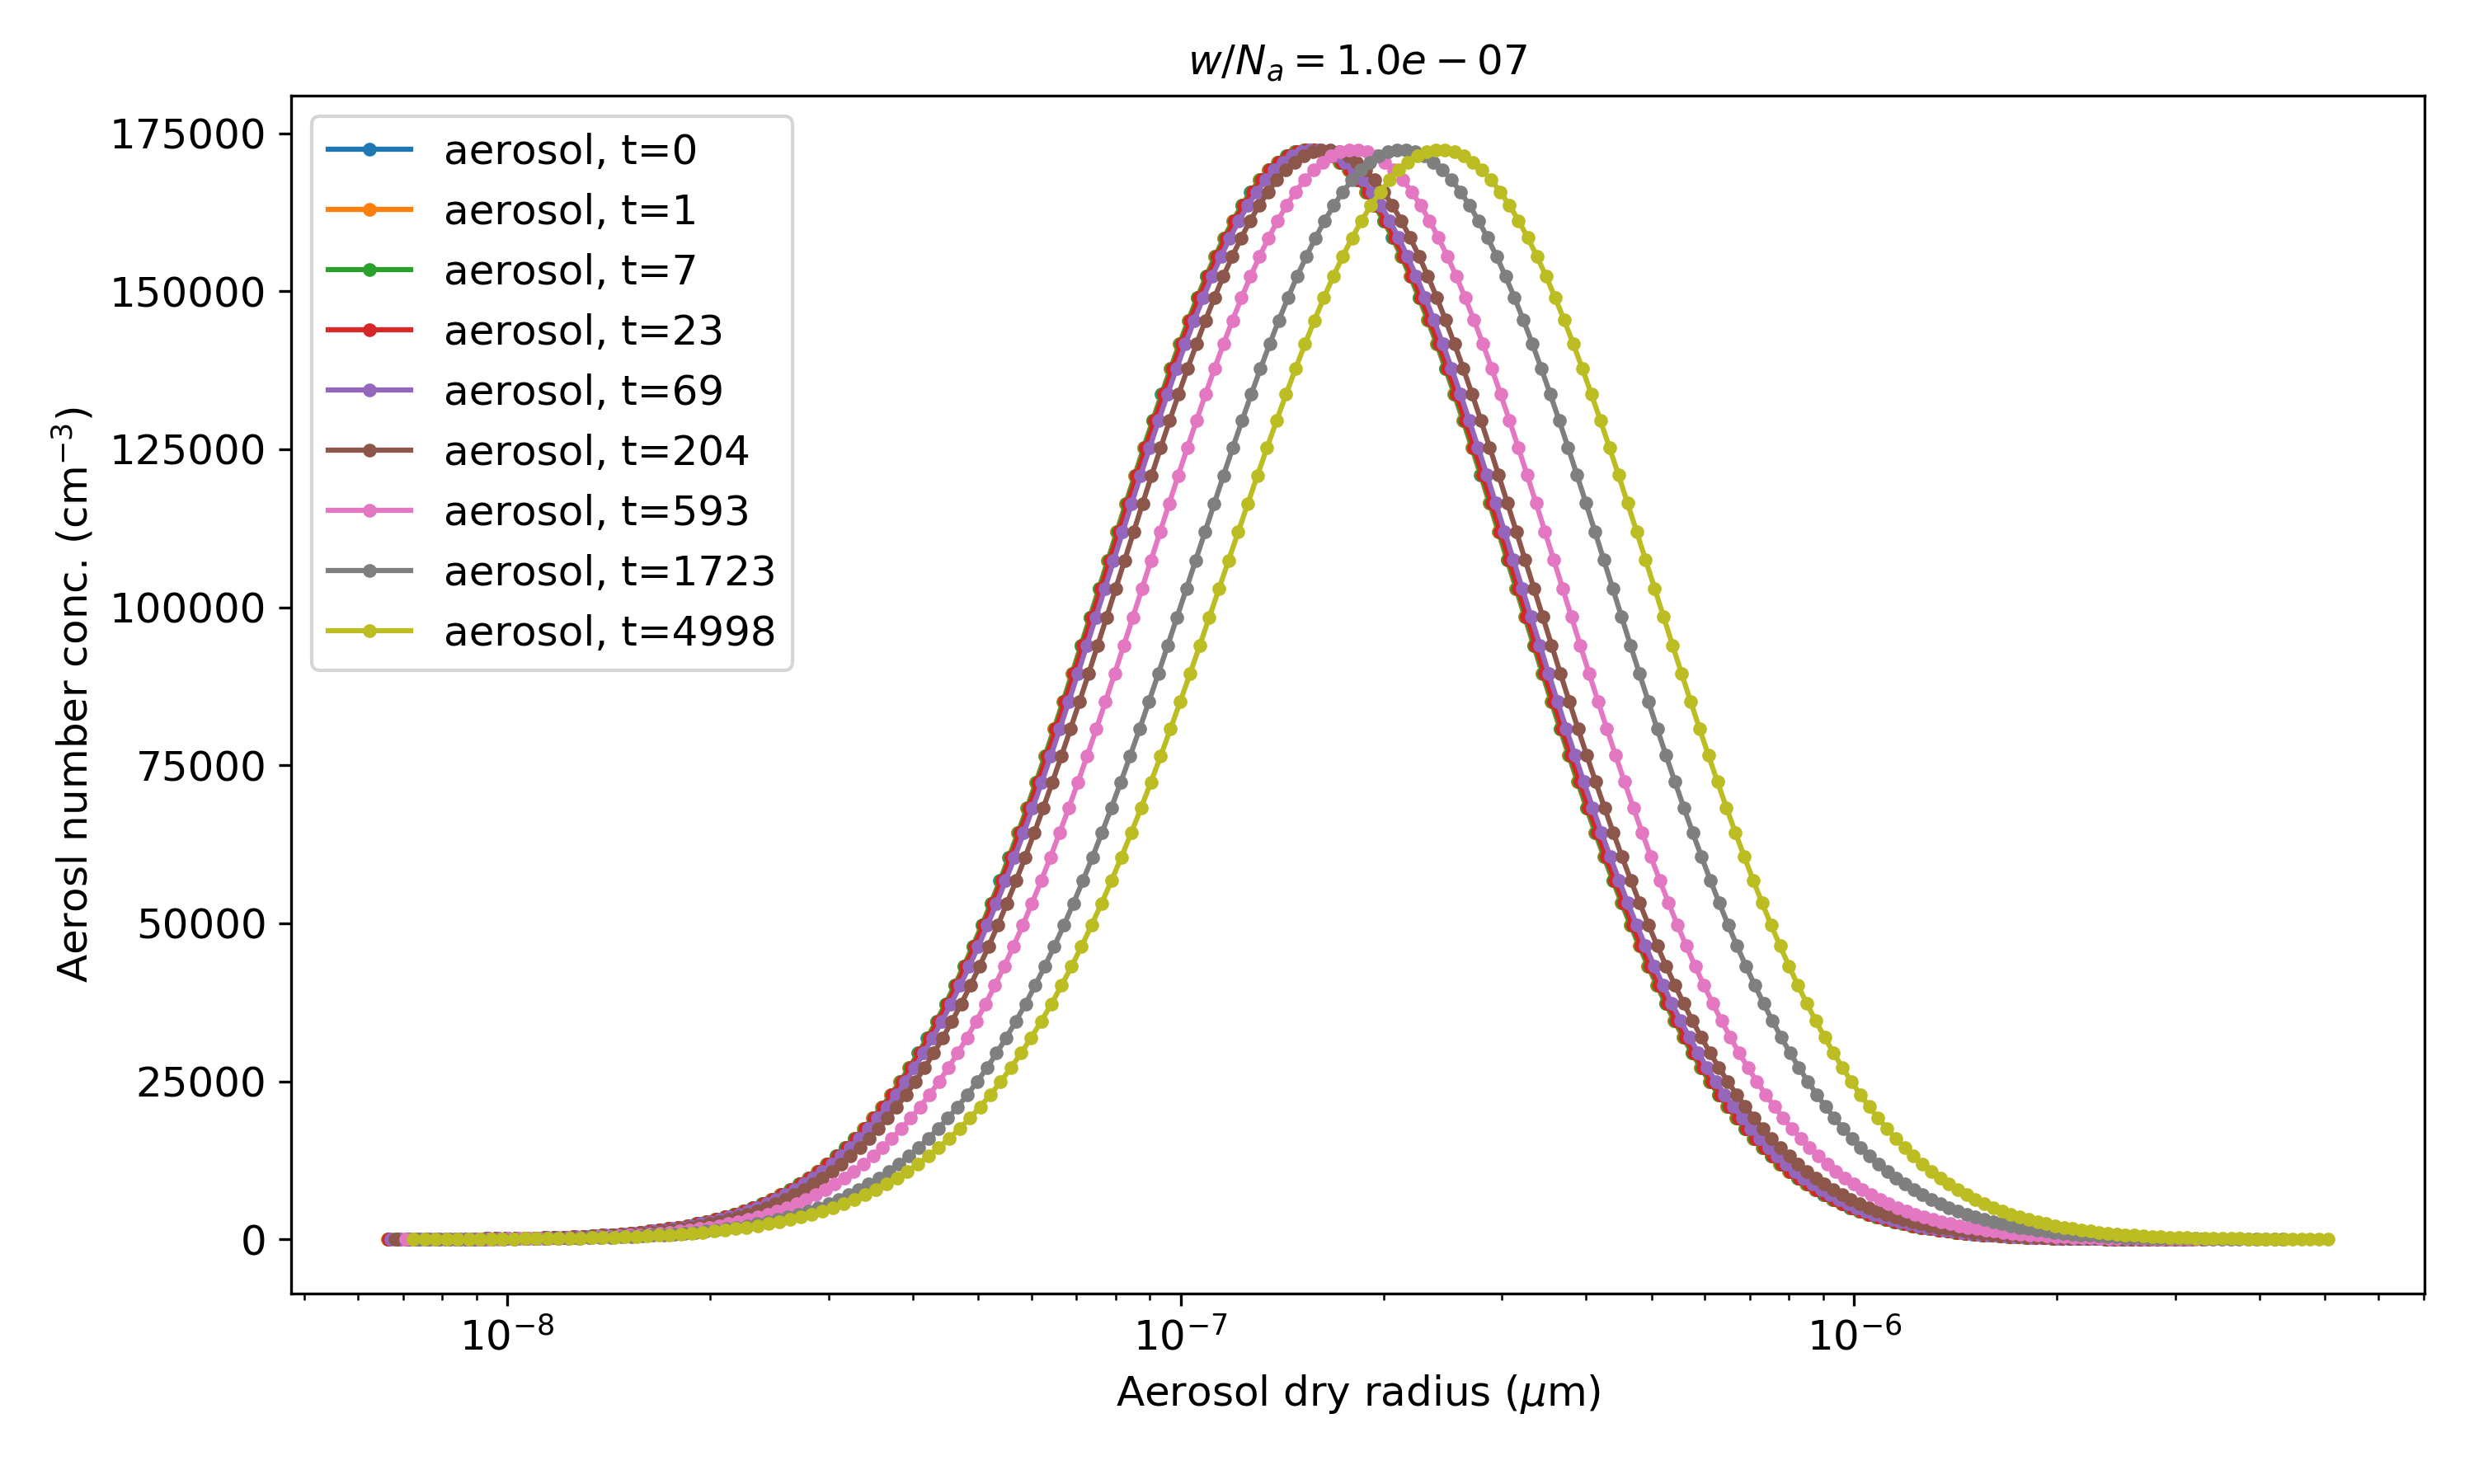 w/Nₐ = 1.0e − 07
Aerosl number conc. (cm⁻³)
175000
150000
125000
100000
75000
50000
25000
0
aerosol, t=0
aerosol, t=1
aerosol, t=7
aerosol, t=23
aerosol, t=69
aerosol, t=204
aerosol, t=593
aerosol, t=1723
aerosol, t=4998
10⁻⁸ 10⁻⁷ 10⁻⁶
Aerosol dry radius (μm)